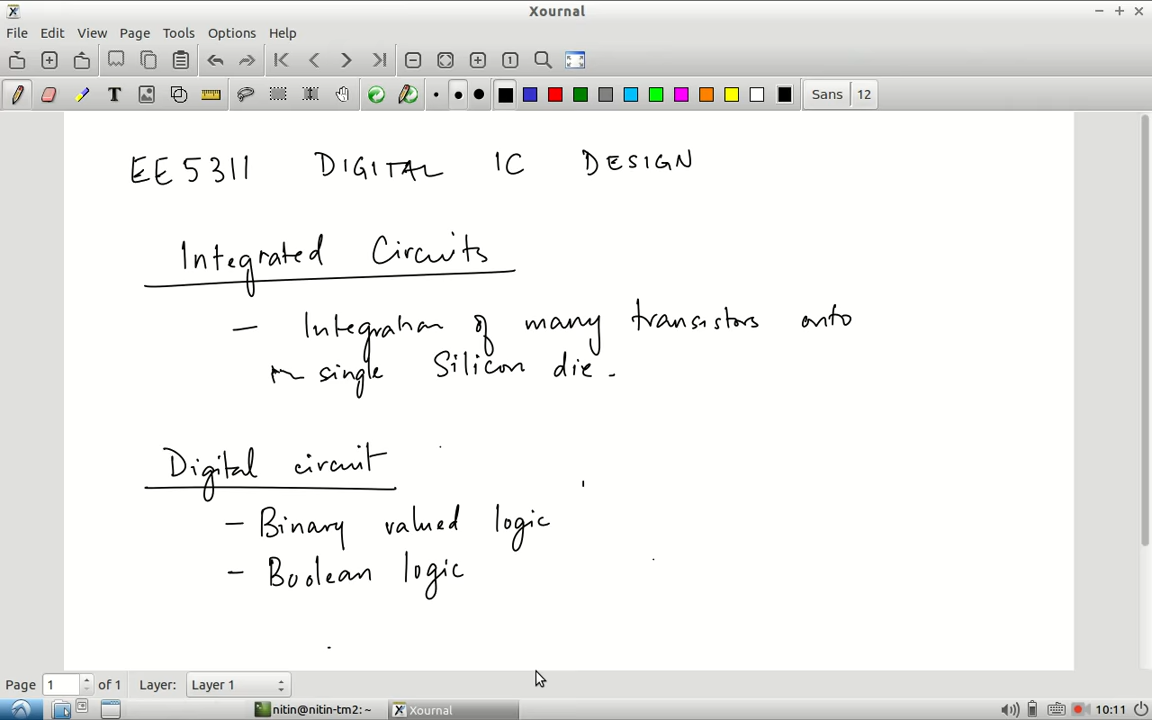 Xournal
File Edit View Page Tools Options Help
Sans 12
EE5311 DIGITAL IC DESIGN
Integrated Circuits
– Integration of many transistors onto
single Silicon die.
Digital circuit
– Binary valued logic
– Boolean logic
Page 1 of 1 Layer: Layer 1
nitin@nitin-tm2: ~ Xournal 10:11